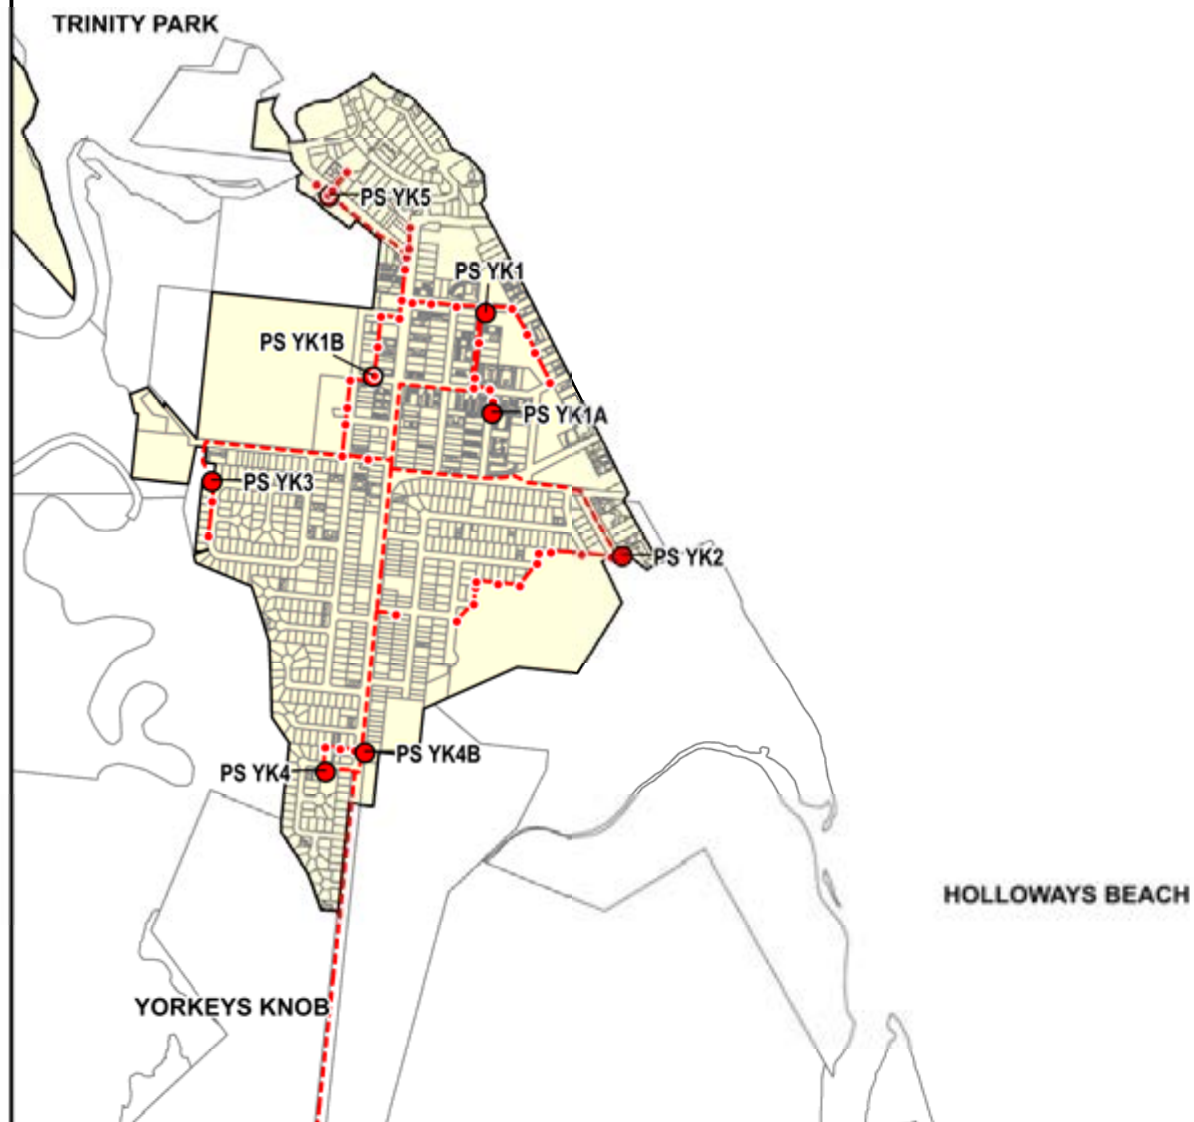 TRINITY PARK
PS YK5
PS YK1
PS YK1B
PS YK1A
PS YK3
PS YK2
PS YK4B
PS YK4
HOLLOWAYS BEACH
YORKEYS KNOB